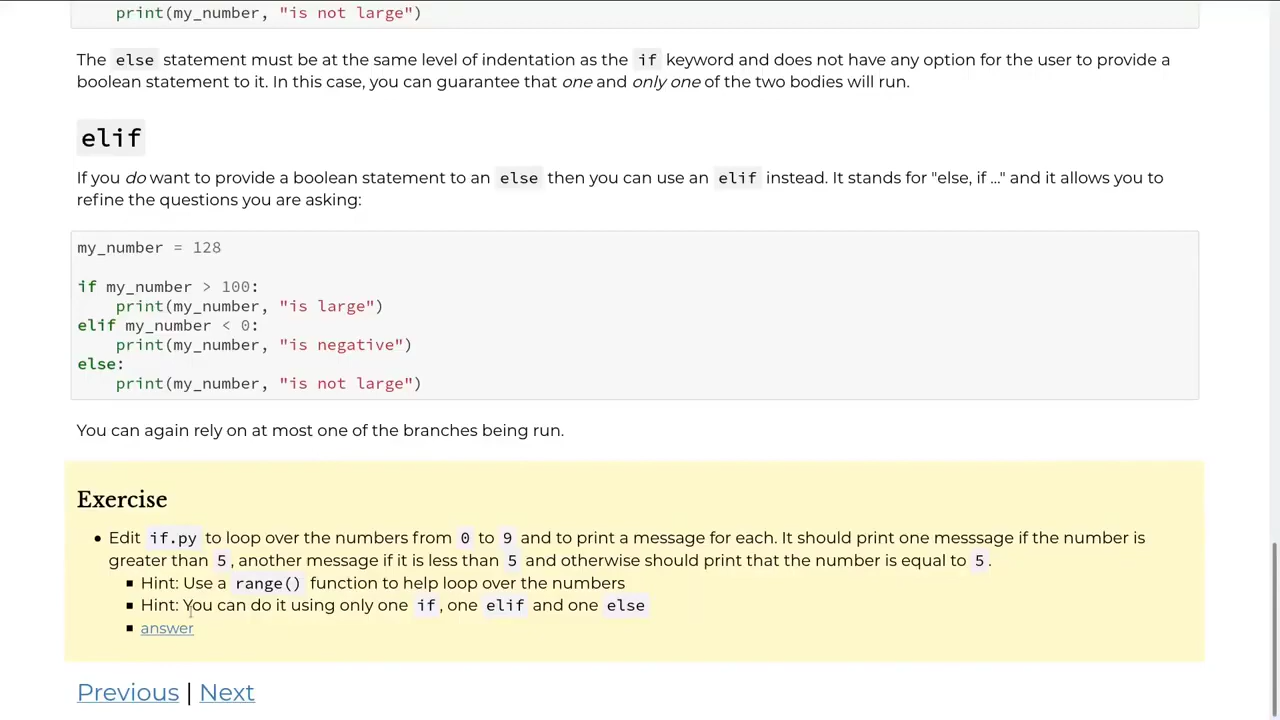 print(my_number, "is not large")
The else statement must be at the same level of indentation as the if keyword and does not have any option for the user to provide a
boolean statement to it. In this case, you can guarantee that one and only one of the two bodies will run.
elif
If you do want to provide a boolean statement to an else then you can use an elif instead. It stands for "else, if ..." and it allows you to
refine the questions you are asking:
my_number = 128
if my_number > 100:
    print(my_number, "is large")
elif my_number < 0:
    print(my_number, "is negative")
else:
    print(my_number, "is not large")
You can again rely on at most one of the branches being run.
Exercise
• Edit if.py to loop over the numbers from 0 to 9 and to print a message for each. It should print one messsage if the number is
greater than 5, another message if it is less than 5 and otherwise should print that the number is equal to 5.
▪ Hint: Use a range() function to help loop over the numbers
▪ Hint: You can do it using only one if, one elif and one else
▪ answer
Previous | Next